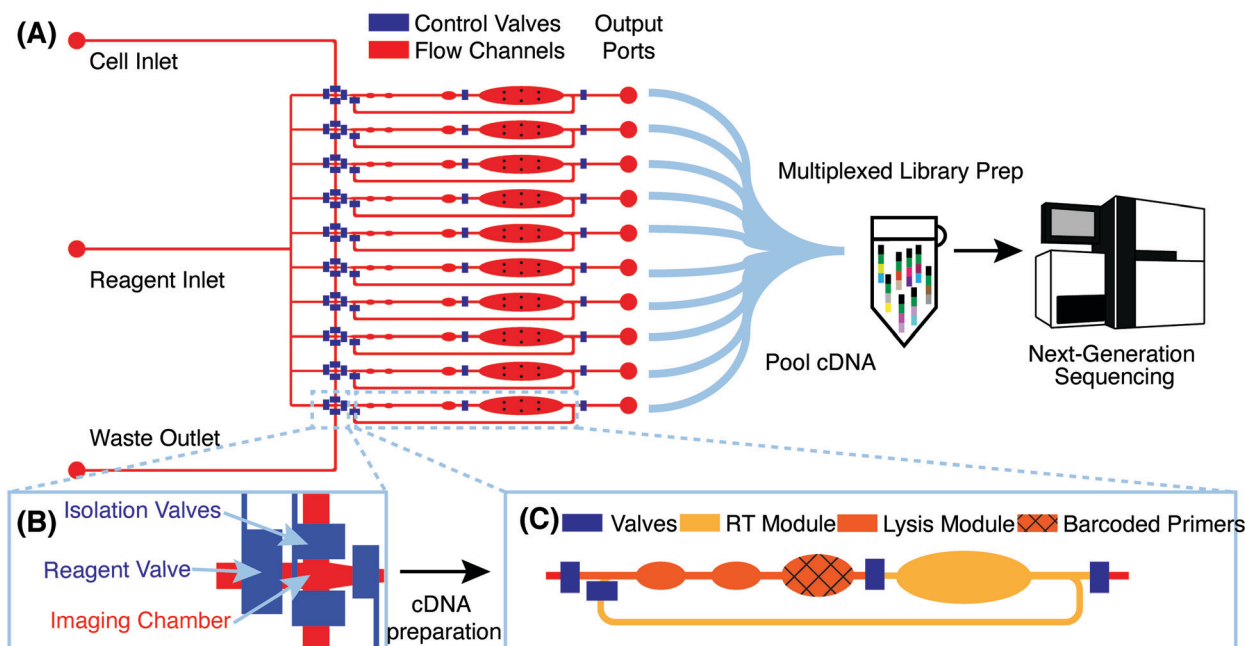 (A)
Control Valves
Flow Channels
Output
Ports
Cell Inlet
Reagent Inlet
Waste Outlet
Multiplexed Library Prep
Pool cDNA
Next-Generation
Sequencing
(B)
Isolation Valves
Reagent Valve
Imaging Chamber
cDNA
preparation
(C)
Valves RT Module Lysis Module Barcoded Primers